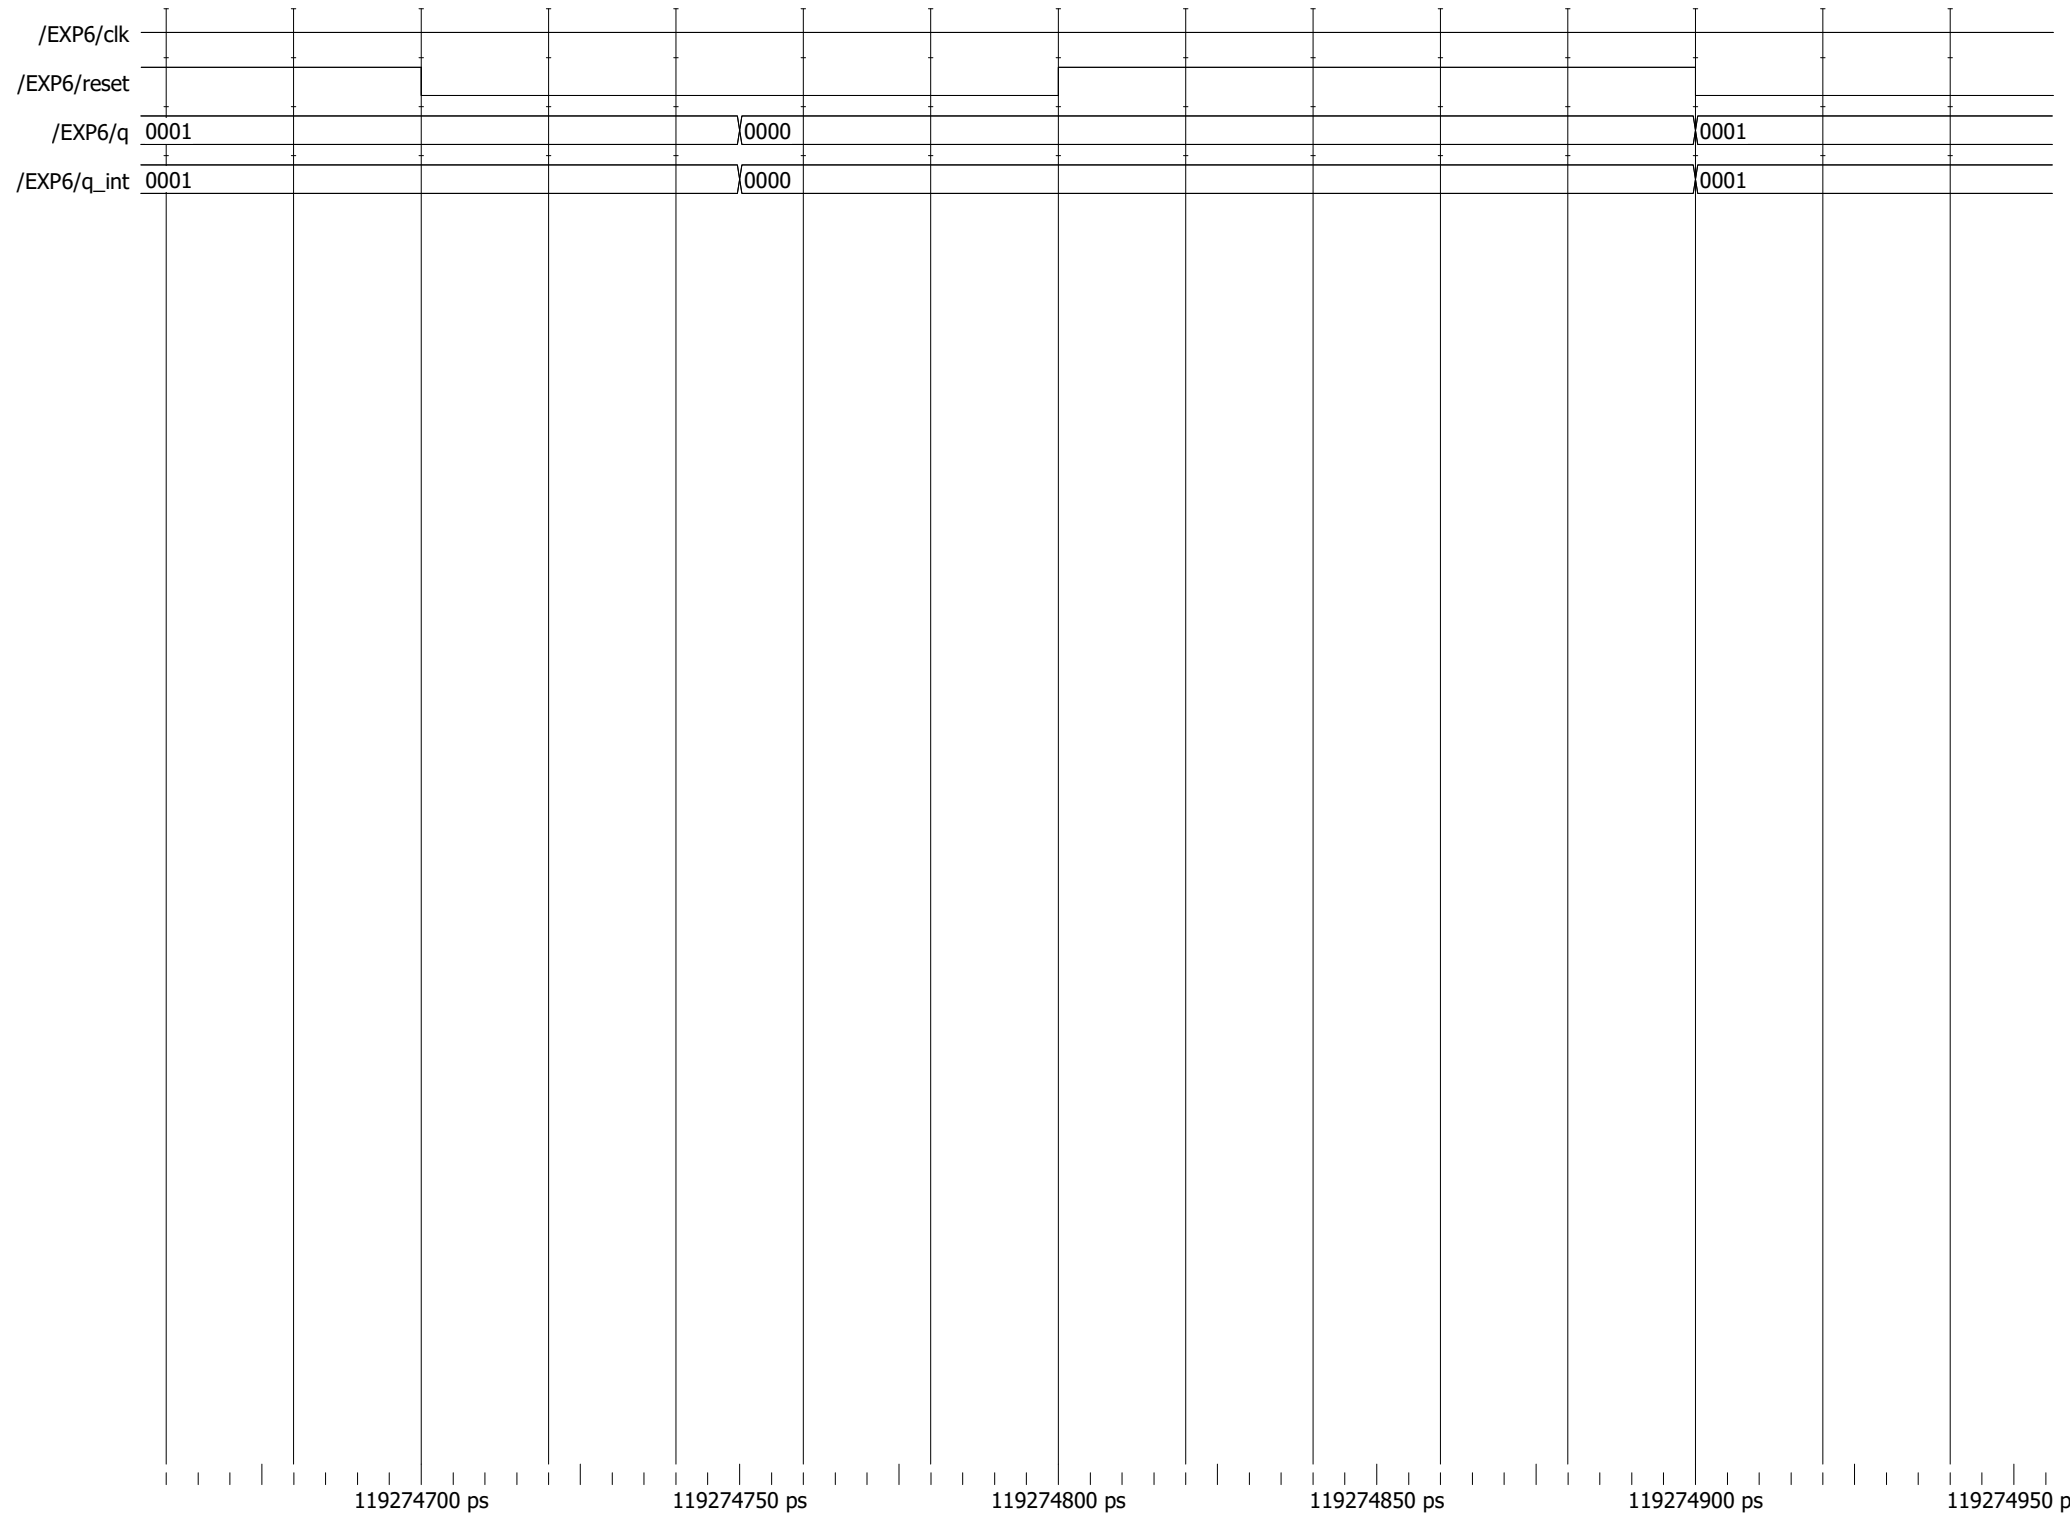 /EXP6/clk
/EXP6/reset
/EXP6/q 0001 0000 0001
/EXP6/q_int 0001 0000 0001
119274700 ps 119274750 ps 119274800 ps 119274850 ps 119274900 ps 119274950 p